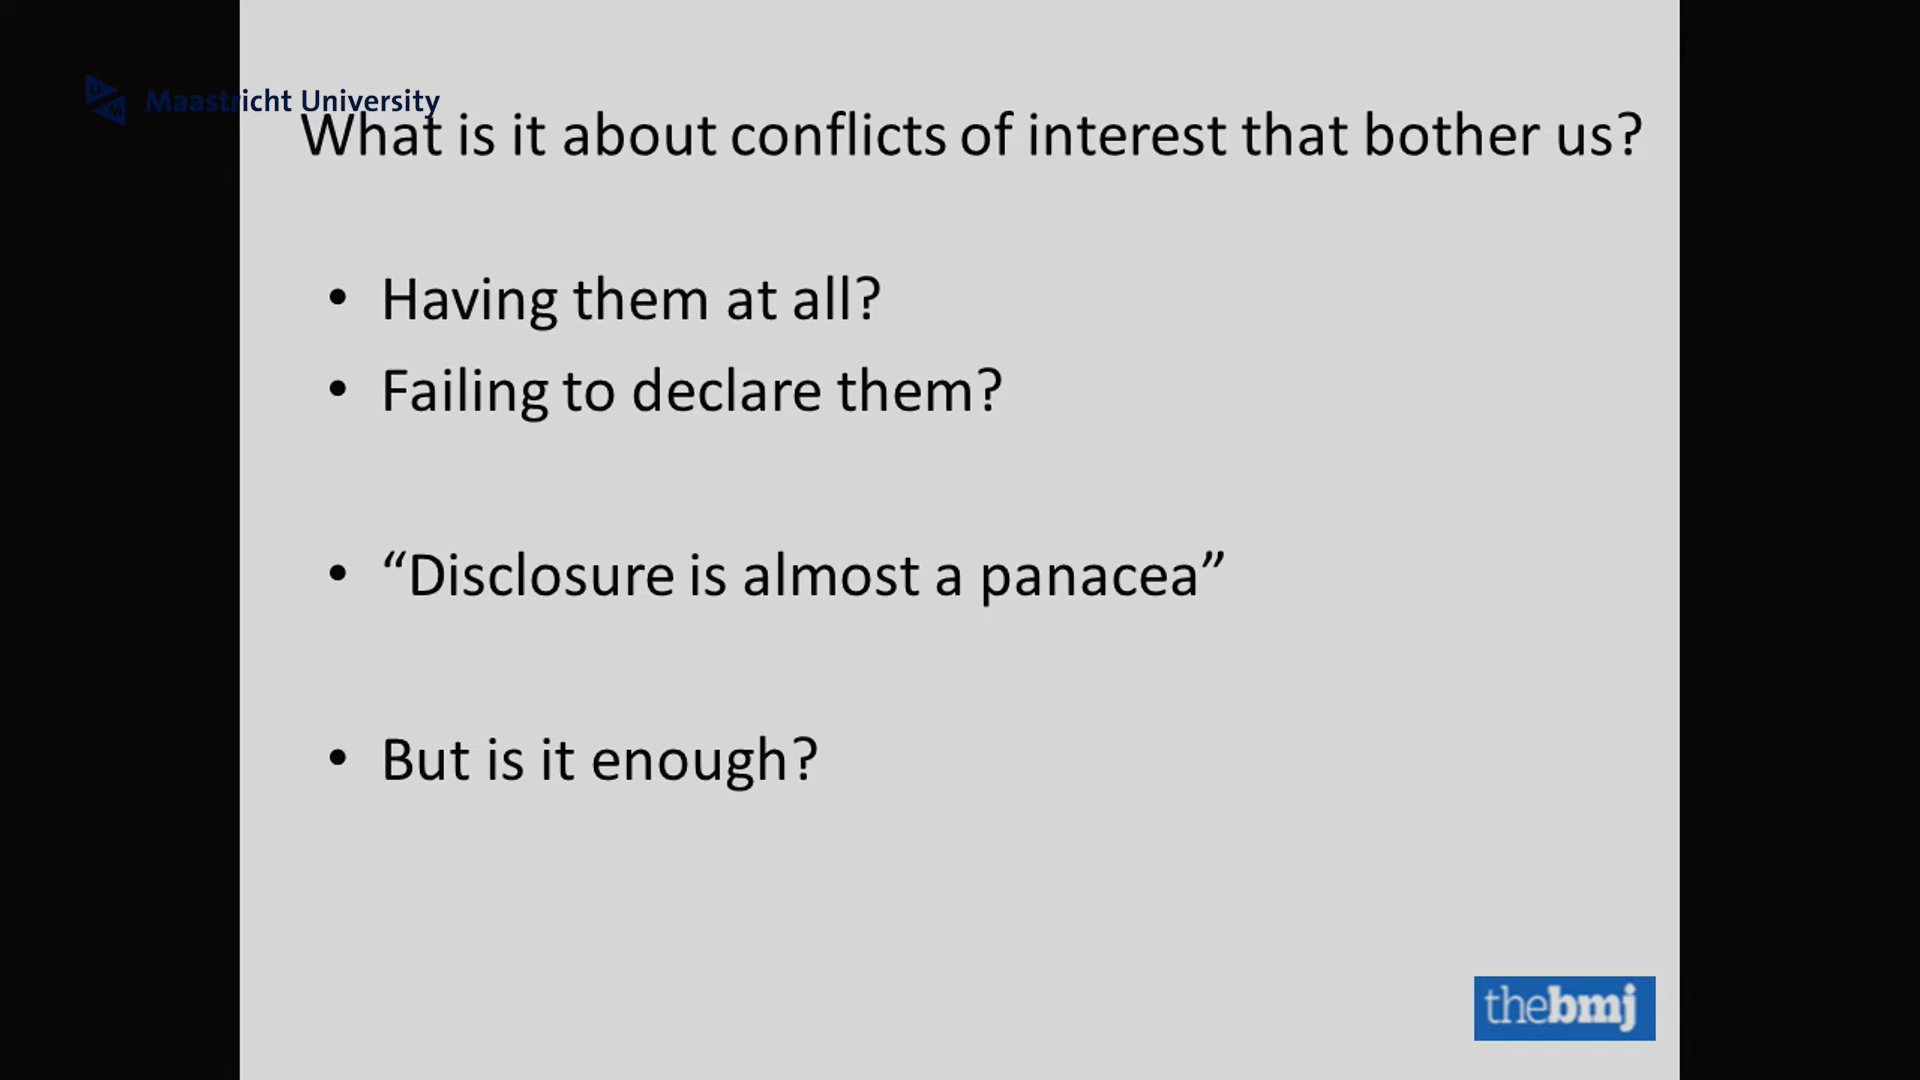 UM Maastricht University
What is it about conflicts of interest that bother us?
• Having them at all?
• Failing to declare them?
• “Disclosure is almost a panacea”
• But is it enough?
thebmj